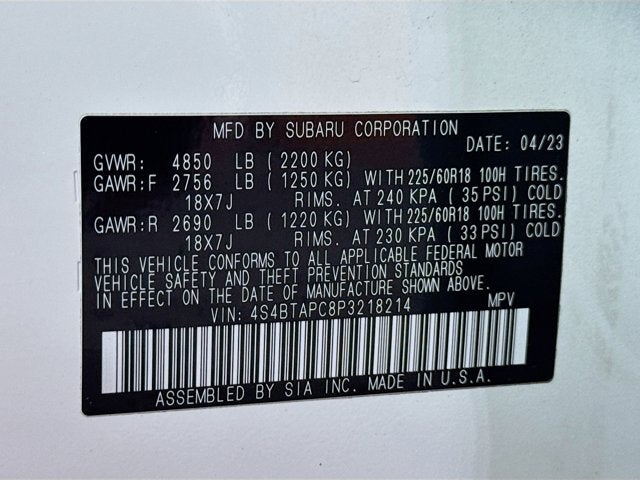 MFD BY SUBARU CORPORATION
DATE: 04/23
GVWR: 4850 LB ( 2200 KG)
GAWR:F 2756 LB ( 1250 KG) WITH 225/60R18 100H TIRES.
18X7J RIMS. AT 240 KPA ( 35 PSI) COLD
GAWR:R 2690 LB ( 1220 KG) WITH 225/60R18 100H TIRES.
18X7J RIMS. AT 230 KPA ( 33 PSI) COLD
THIS VEHICLE CONFORMS TO ALL APPLICABLE FEDERAL MOTOR
VEHICLE SAFETY AND THEFT PREVENTION STANDARDS
IN EFFECT ON THE DATE OF MANUFACTURE SHOWN ABOVE.
VIN: 4S4BTAPC8P3218214 MPV
ASSEMBLED BY SIA INC. MADE IN U.S.A.